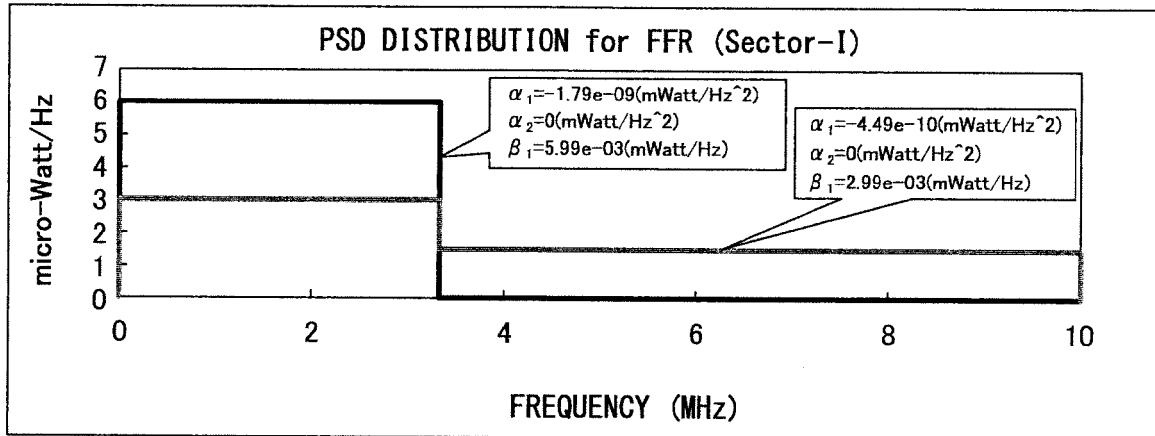 PSD DISTRIBUTION for FFR (Sector-I)
micro-Watt/Hz
7
6
5
4
3
2
1
0
α₁=-1.79e-09(mWatt/Hz^2)
α₂=0(mWatt/Hz^2)
β₁=5.99e-03(mWatt/Hz)
α₁=-4.49e-10(mWatt/Hz^2)
α₂=0(mWatt/Hz^2)
β₁=2.99e-03(mWatt/Hz)
0 2 4 6 8 10
FREQUENCY (MHz)